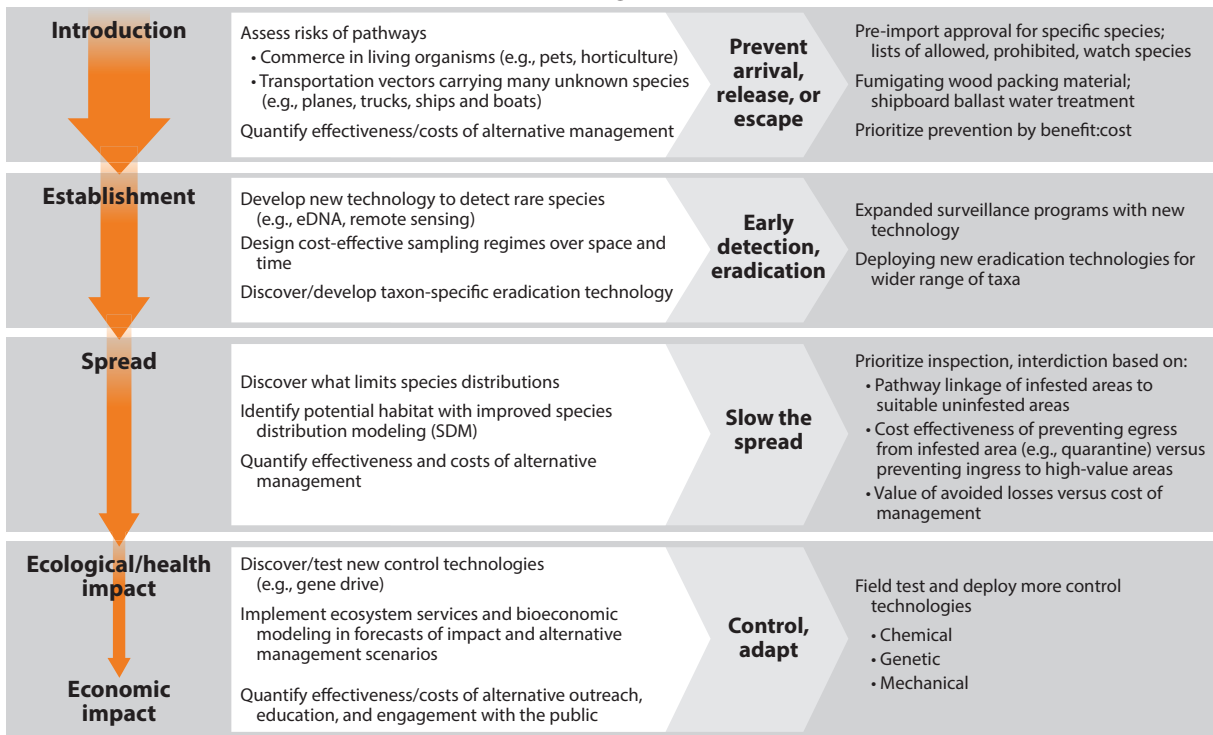 Introduction
Assess risks of pathways
• Commerce in living organisms (e.g., pets, horticulture)
• Transportation vectors carrying many unknown species
(e.g., planes, trucks, ships and boats)
Quantify effectiveness/costs of alternative management
Prevent
arrival,
release, or
escape
Pre-import approval for specific species;
lists of allowed, prohibited, watch species
Fumigating wood packing material;
shipboard ballast water treatment
Prioritize prevention by benefit:cost
Establishment
Develop new technology to detect rare species
(e.g., eDNA, remote sensing)
Design cost-effective sampling regimes over space and
time
Discover/develop taxon-specific eradication technology
Early
detection,
eradication
Expanded surveillance programs with new
technology
Deploying new eradication technologies for
wider range of taxa
Spread
Discover what limits species distributions
Identify potential habitat with improved species
distribution modeling (SDM)
Quantify effectiveness and costs of alternative
management
Slow the
spread
Prioritize inspection, interdiction based on:
• Pathway linkage of infested areas to
suitable uninfested areas
• Cost effectiveness of preventing egress
from infested area (e.g., quarantine) versus
preventing ingress to high-value areas
• Value of avoided losses versus cost of
management
Ecological/health
impact
Discover/test new control technologies
(e.g., gene drive)
Implement ecosystem services and bioeconomic
modeling in forecasts of impact and alternative
management scenarios
Economic
impact
Quantify effectiveness/costs of alternative outreach,
education, and engagement with the public
Control,
adapt
Field test and deploy more control
technologies
• Chemical
• Genetic
• Mechanical